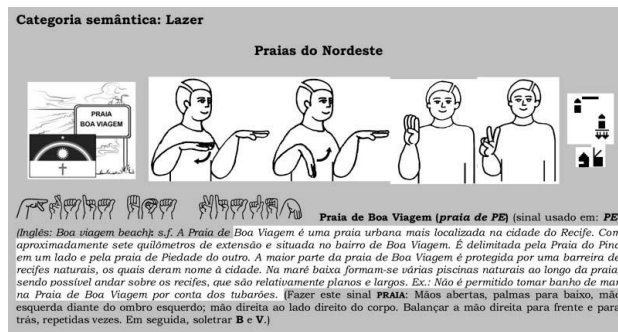 Categoria semântica: Lazer
Praias do Nordeste
PRAIA
BOA VIAGEM
Praia de Boa Viagem (praia de PE) (sinal usado em: PE
(Inglês: Boa viagem beach): s.f. A Praia de Boa Viagem é uma praia urbana mais localizada na cidade do Recife. Com
aproximadamente sete quilômetros de extensão e situada no bairro de Boa Viagem. É delimitada pela Praia do Pina
em um lado e pela praia de Piedade do outro. A maior parte da praia de Boa Viagem é protegida por uma barreira de
recifes naturais, os quais deram nome à cidade. Na maré baixa formam-se várias piscinas naturais ao longo da praia,
sendo possível andar sobre os recifes, que são relativamente planos e largos. Ex.: Não é permitido tomar banho de mar
na Praia de Boa Viagem por conta dos tubarões. (Fazer este sinal PRAIA: Mãos abertas, palmas para baixo, mão
esquerda diante do ombro esquerdo; mão direita ao lado direito do corpo. Balançar a mão direita para frente e para
trás, repetidas vezes. Em seguida, soletrar B e V.)